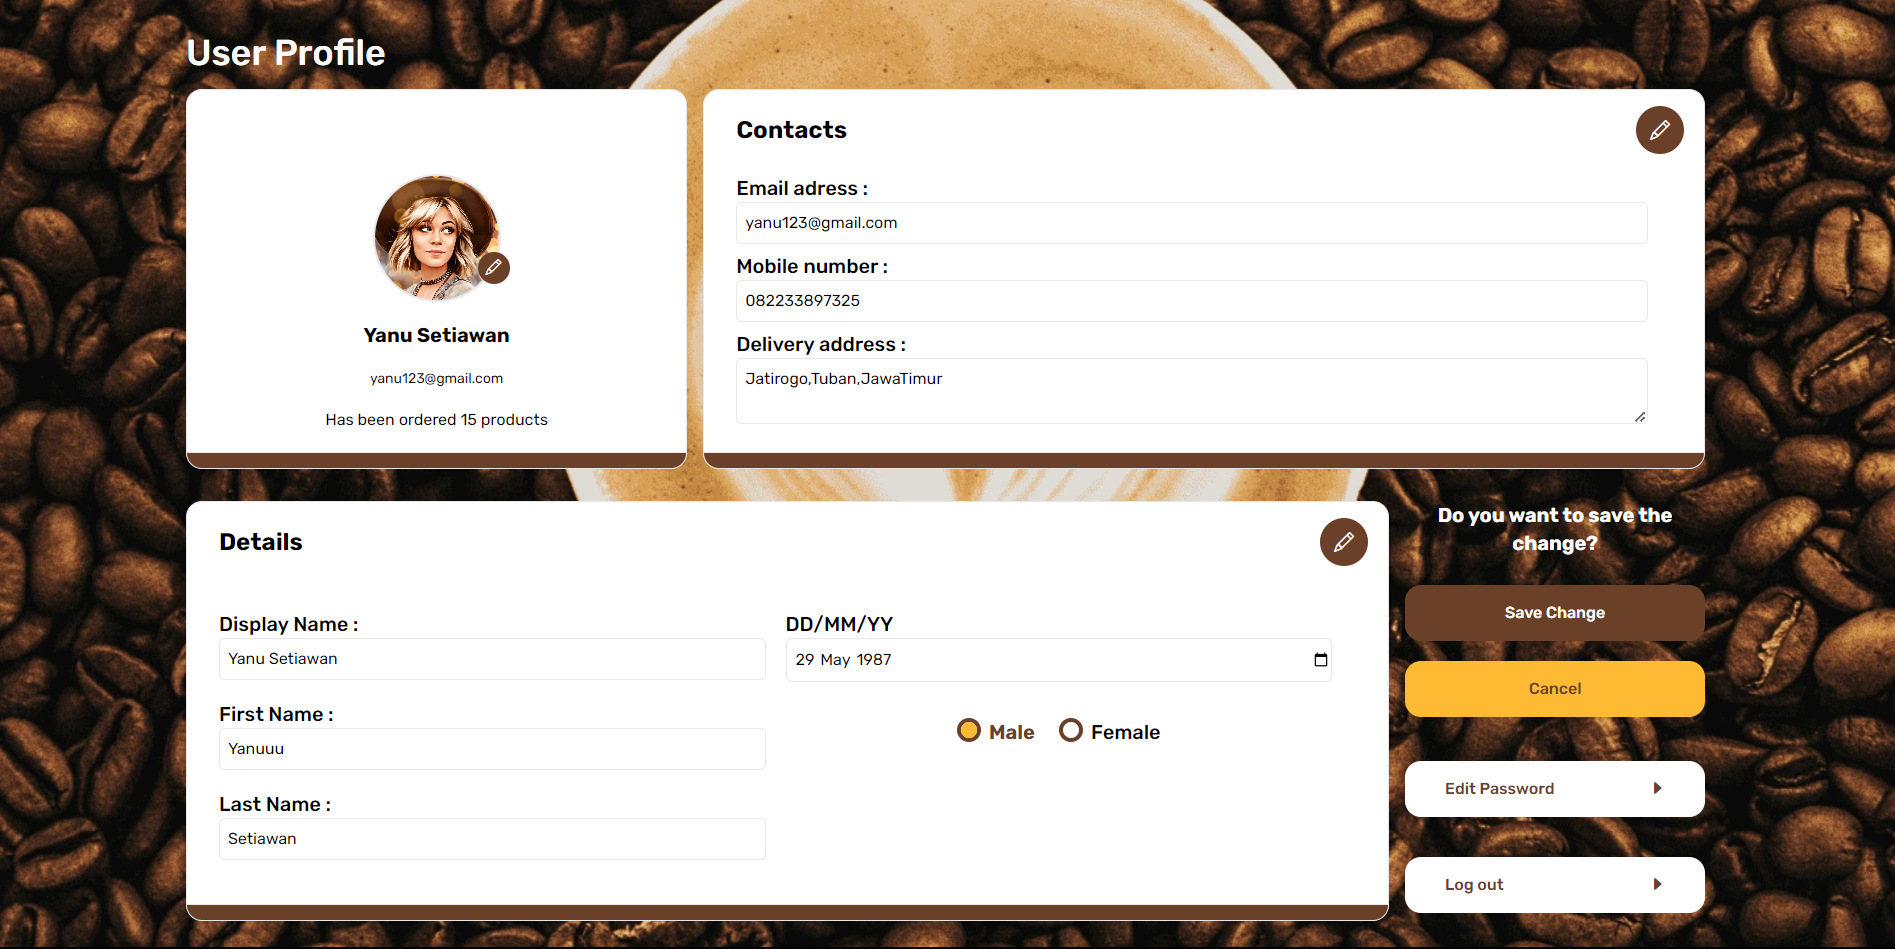 User Profile
Yanu Setiawan
yanu123@gmail.com
Has been ordered 15 products
Contacts
Email adress :
yanu123@gmail.com
Mobile number :
082233897325
Delivery address :
Jatirogo,Tuban,JawaTimur
Details
Display Name :
Yanu Setiawan
First Name :
Yanuuu
Last Name :
Setiawan
DD/MM/YY
29 May 1987
Male Female
Do you want to save the
change?
Save Change
Cancel
Edit Password
Log out